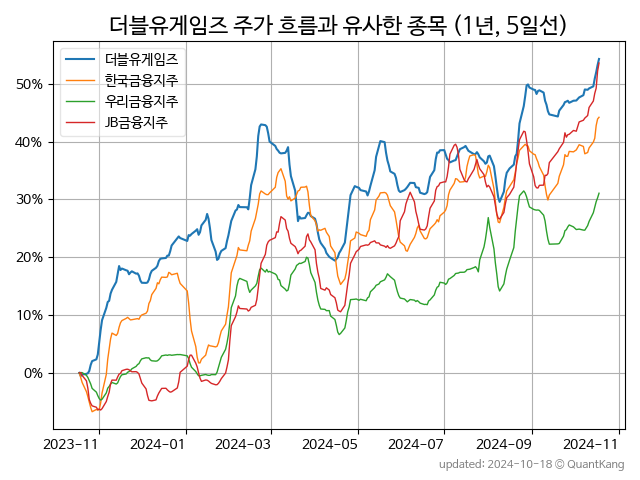 더블유게임즈 주가 흐름과 유사한 종목 (1년, 5일선)
더블유게임즈
한국금융지주
우리금융지주
JB금융지주
50%
40%
30%
20%
10%
0%
2023-11 2024-01 2024-03 2024-05 2024-07 2024-09 2024-11
updated: 2024-10-18 © QuantKang